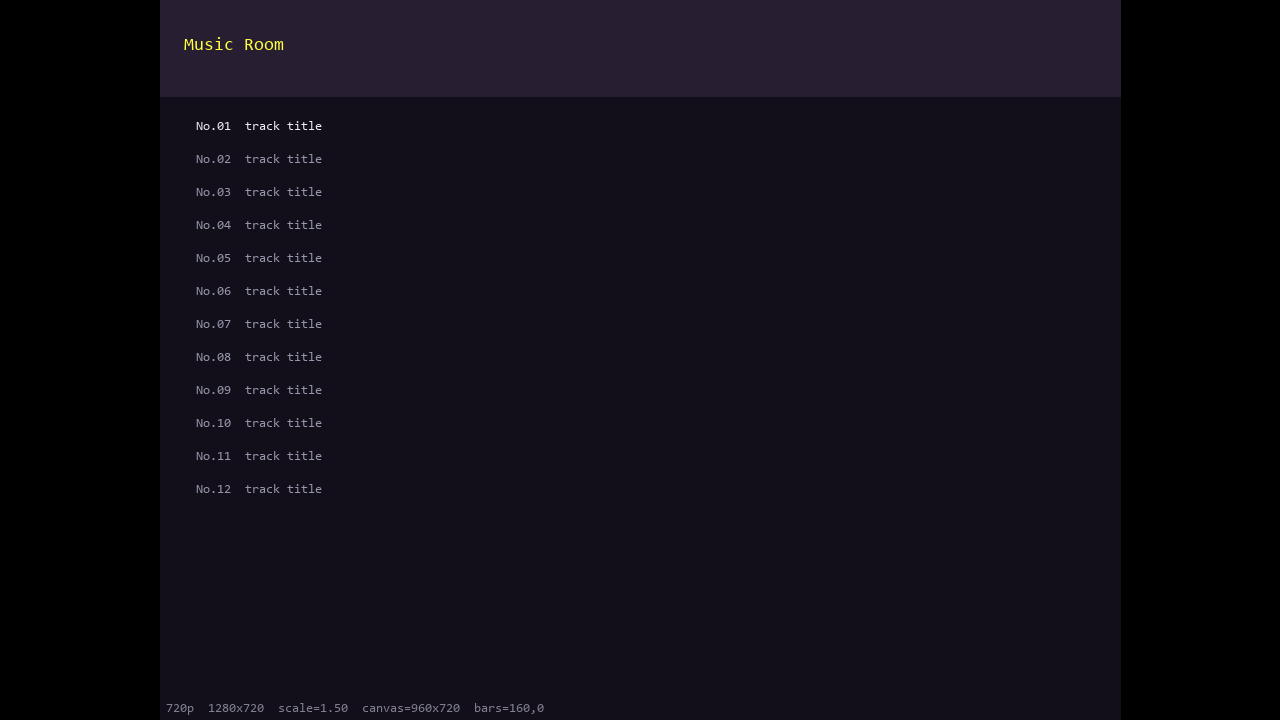 Music Room
No.01  track title
No.02  track title
No.03  track title
No.04  track title
No.05  track title
No.06  track title
No.07  track title
No.08  track title
No.09  track title
No.10  track title
No.11  track title
No.12  track title
720p  1280x720  scale=1.50  canvas=960x720  bars=160,0